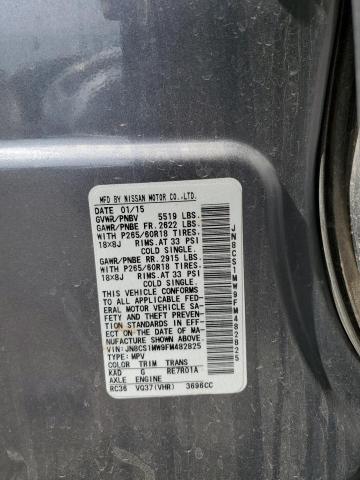 MFD BY NISSAN MOTOR CO.,LTD.
DATE 01/15
GVWR/PNBV 5519 LBS.
GAWR/PNBE FR. 2622 LBS.
WITH P265/60R18 TIRES.
18X8J RIMS.AT 33 PSI
COLD SINGLE.
GAWR/PNBE RR. 2915 LBS.
WITH P265/60R18 TIRES.
18X8J RIMS.AT 33 PSI
COLD SINGLE.
THIS VEHICLE CONFORMS
TO ALL APPLICABLE FED-
ERAL MOTOR VEHICLE SAF-
ETY AND THEFT PREVEN-
TION STANDARDS IN EFF-
ECT ON THE DATE OF MA-
NUFACTURE SHOWN ABOVE.
VIN: JN8CS1MW9FM482825
TYPE: MPV
COLOR TRIM TRANS
KAD G RE7R01A
AXLE ENGINE
RC36 VQ37(VHR) 3696CC
JN8CS1MW9FM482825